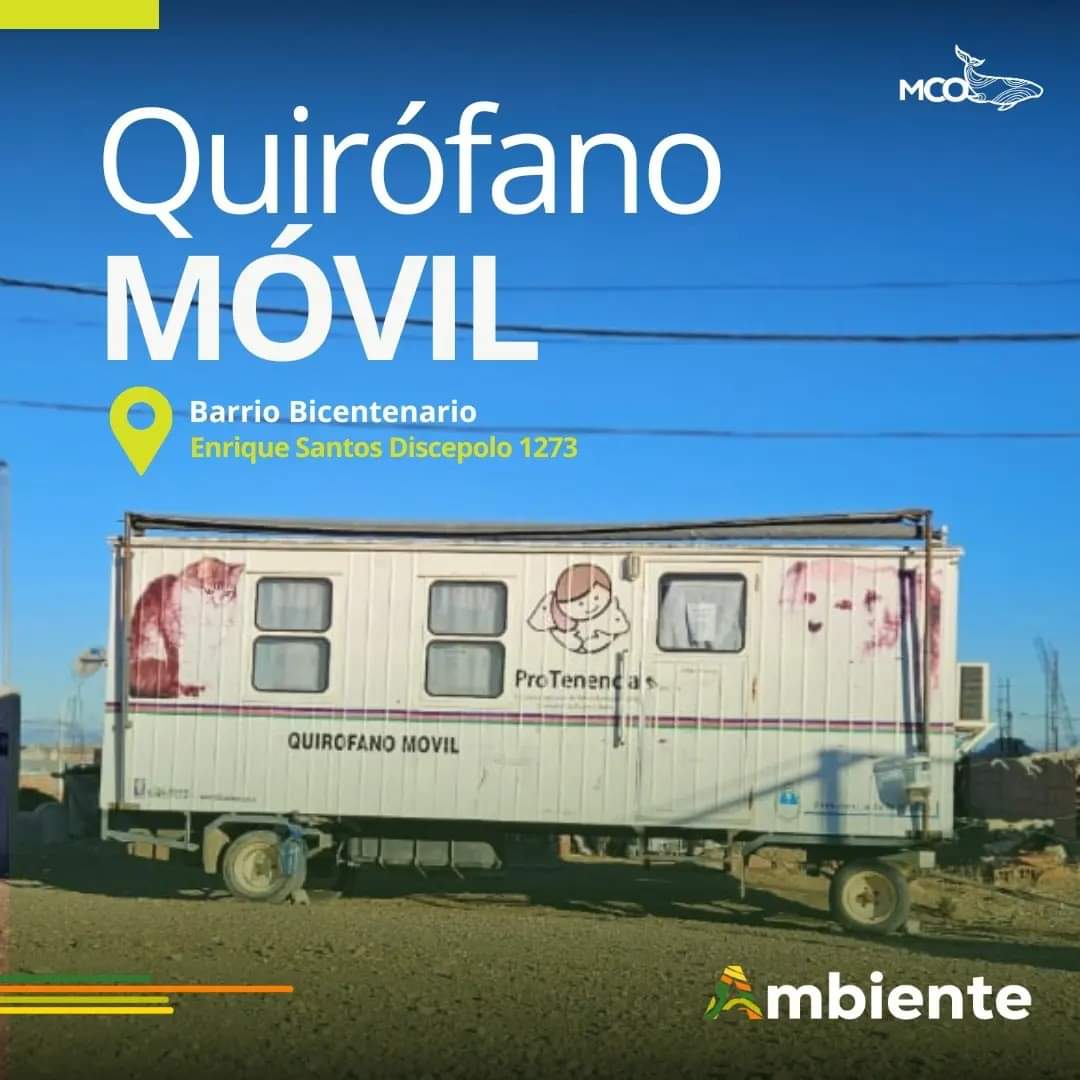 MCO
Quirófano
MÓVIL
Barrio Bicentenario
Enrique Santos Discepolo 1273
ProTenencia
QUIROFANO MOVIL
Ambiente